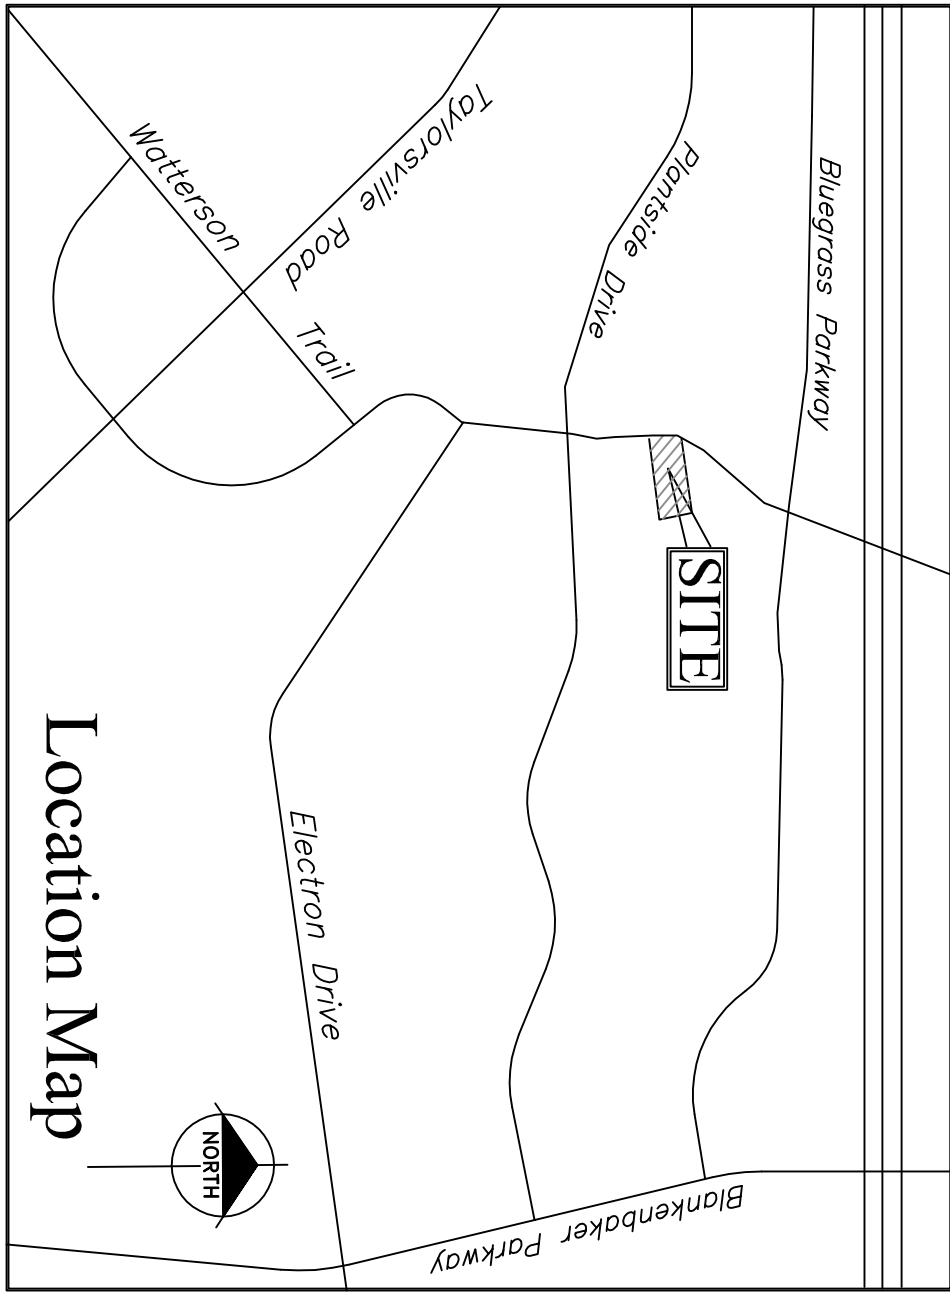 Bluegrass Parkway
Plantside Drive
Taylorsville Road
Watterson Trail
SITE
Electron Drive
Blankenbaker Parkway
NORTH
Location Map